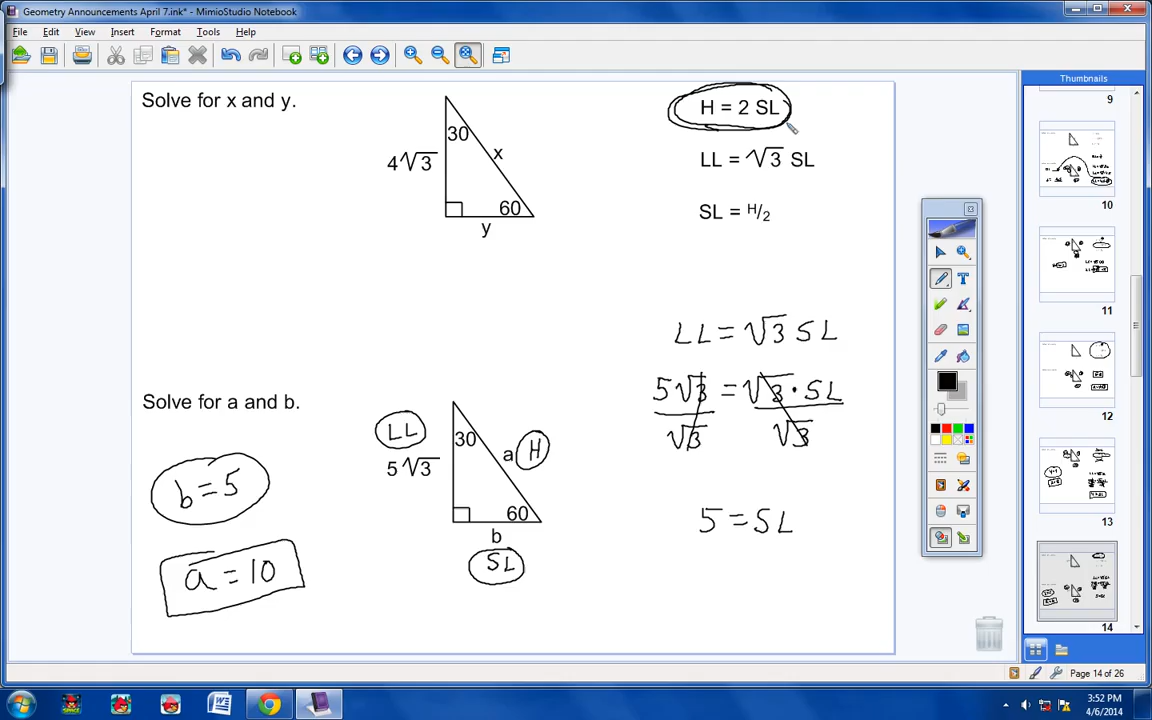 Geometry Announcements April 7.ink* - MimioStudio Notebook
File Edit View Insert Format Tools Help
Thumbnails
Solve for x and y.
30
4√3
x
60
y
H = 2 SL
LL = √3 SL
SL = H/2
LL = √3 SL
5√3 = √3 · SL
√3 √3
5 = SL
Solve for a and b.
LL
30
5√3
a H
60
b
SL
b = 5
a = 10
9
10
11
12
13
14
Page 14 of 26
3:52 PM
4/6/2014